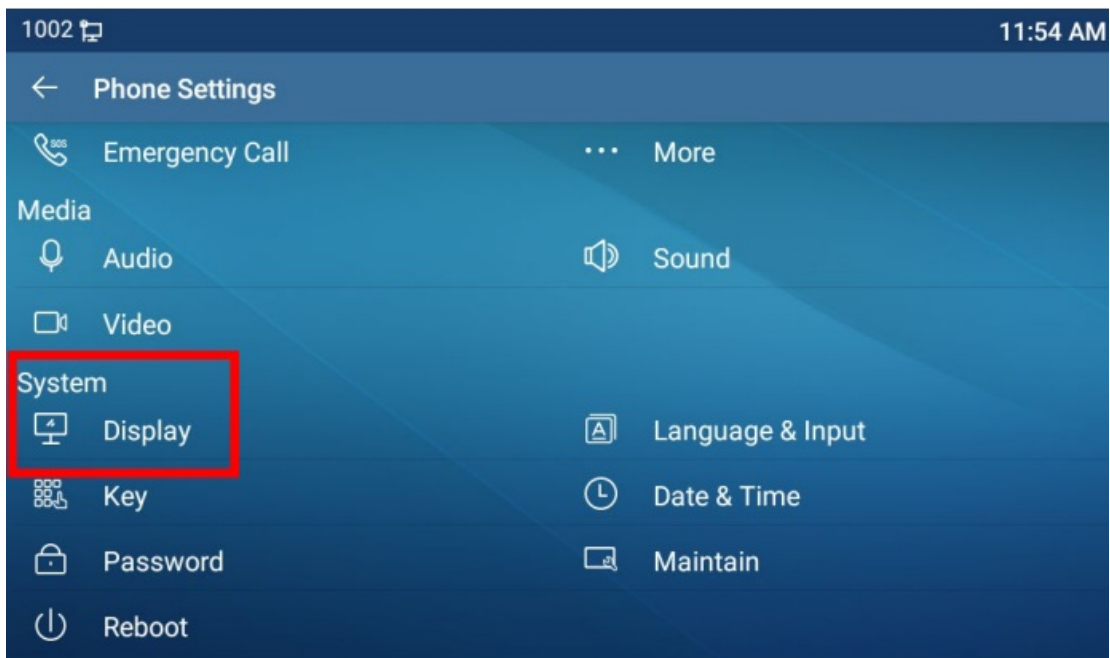 1002 11:54 AM
Phone Settings
SOS Emergency Call ... More
Media
Audio Sound
Video
System
Display A Language & Input
Key Date & Time
Password Maintain
Reboot